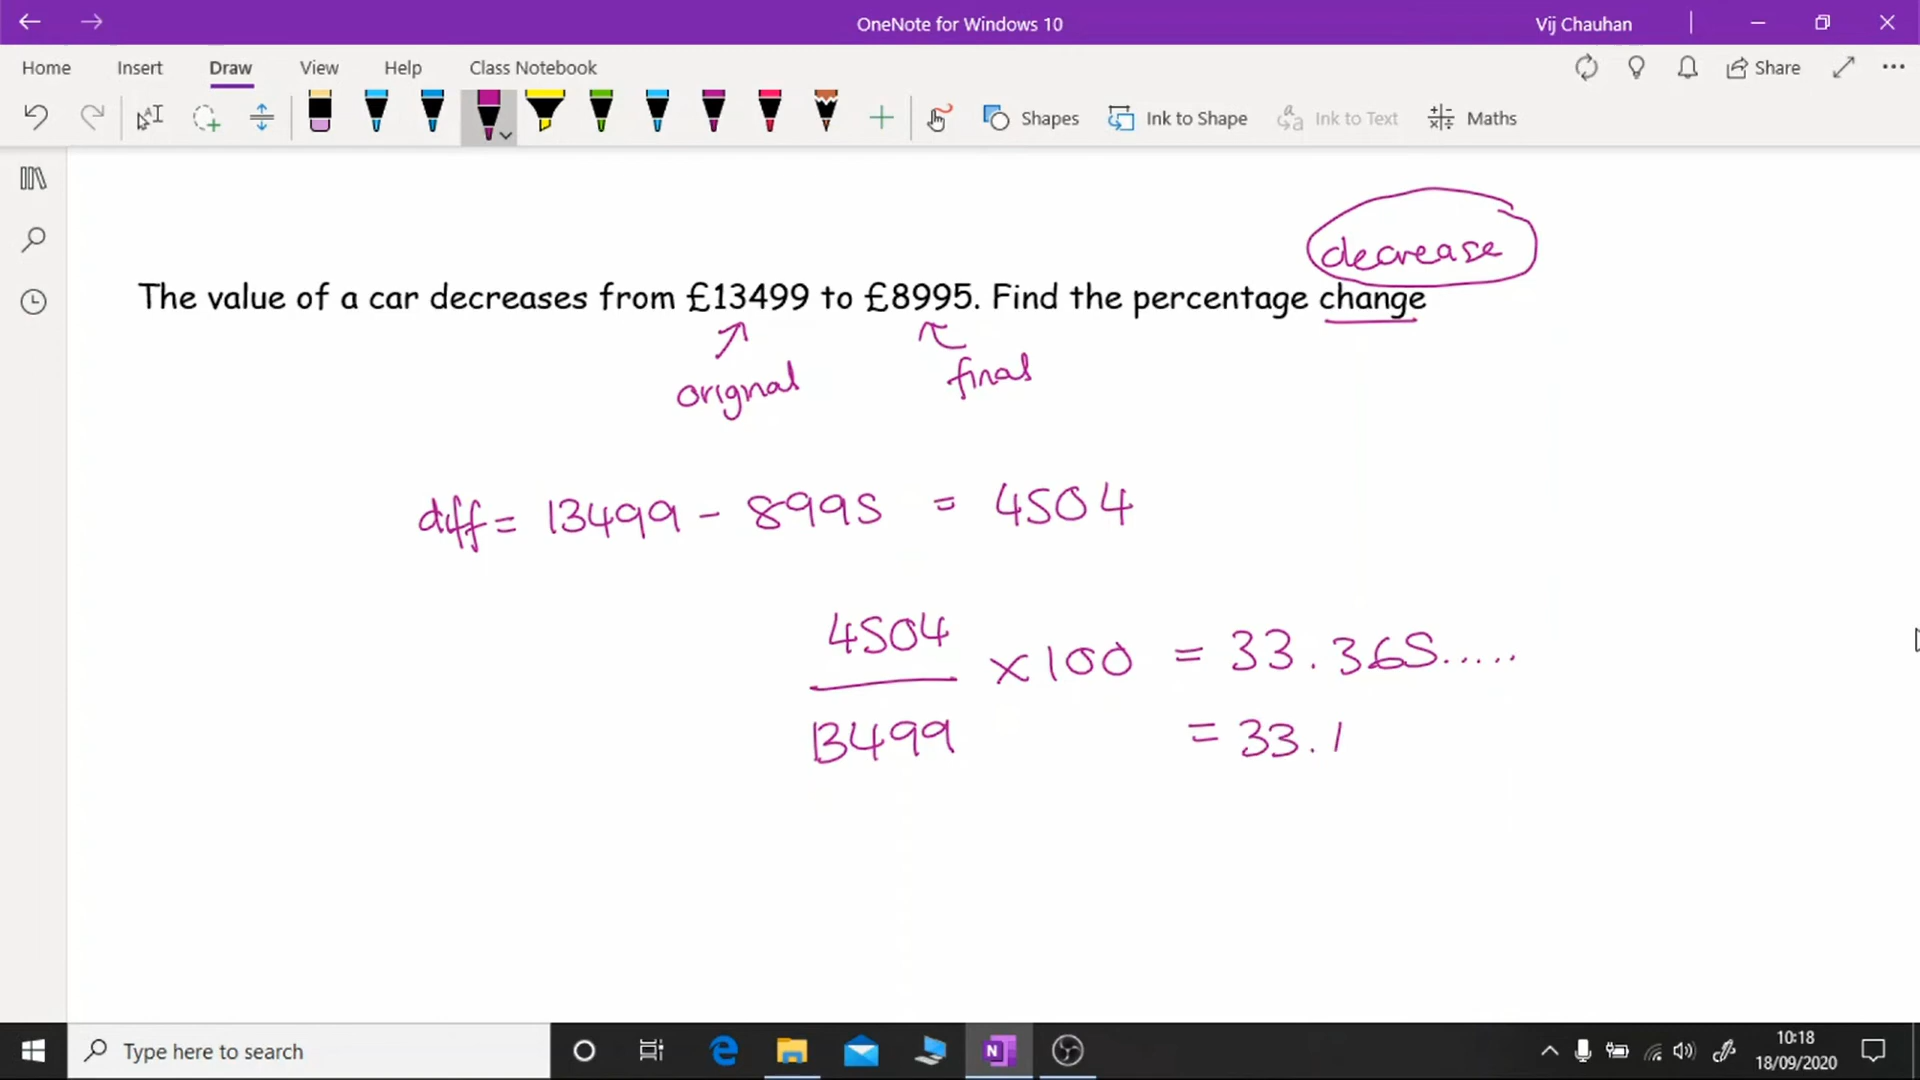 OneNote for Windows 10
Vij Chauhan
Home Insert Draw View Help Class Notebook
Share
Shapes Ink to Shape Ink to Text Maths
decrease
The value of a car decreases from £13499 to £8995. Find the percentage change
orignal
final
diff = 13499 - 8995 = 4504
4504
× 100 = 33.365.....
13499
= 33.1
Type here to search
10:18
18/09/2020